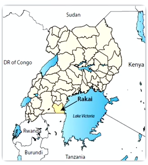 Sudan
DR of Congo
Kenya
Rakai
Lake Victoria
Rwanda
Burundi
Tanzania